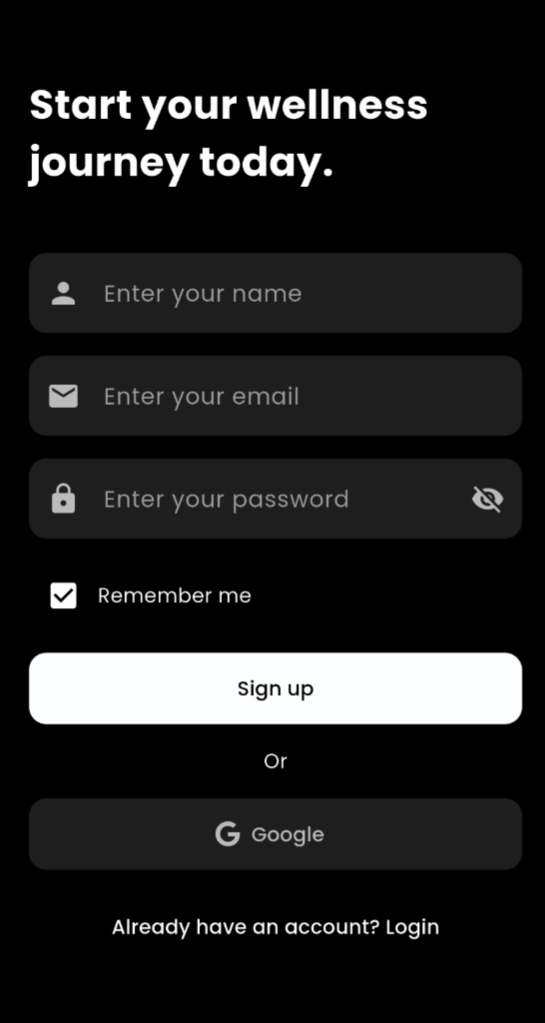 Start your wellness
journey today.
Enter your name
Enter your email
Enter your password
Remember me
Sign up
Or
Google
Already have an account? Login